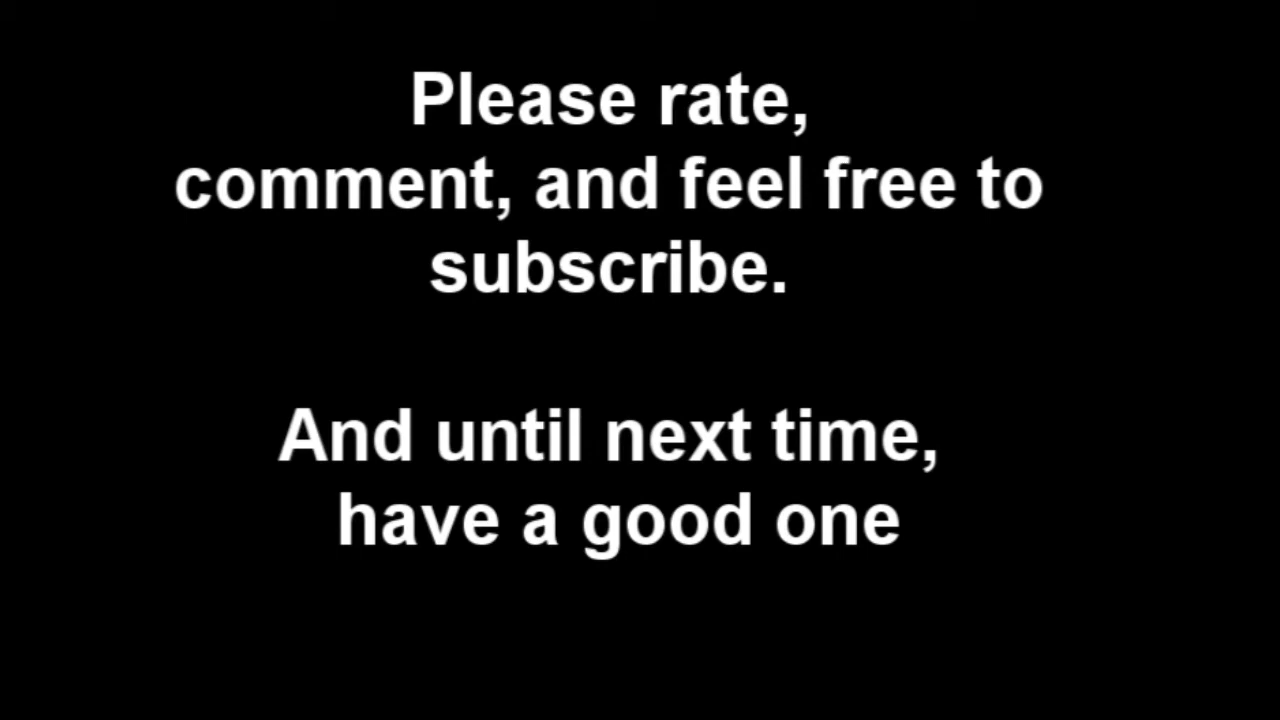 Please rate,
comment, and feel free to
subscribe.
And until next time,
have a good one